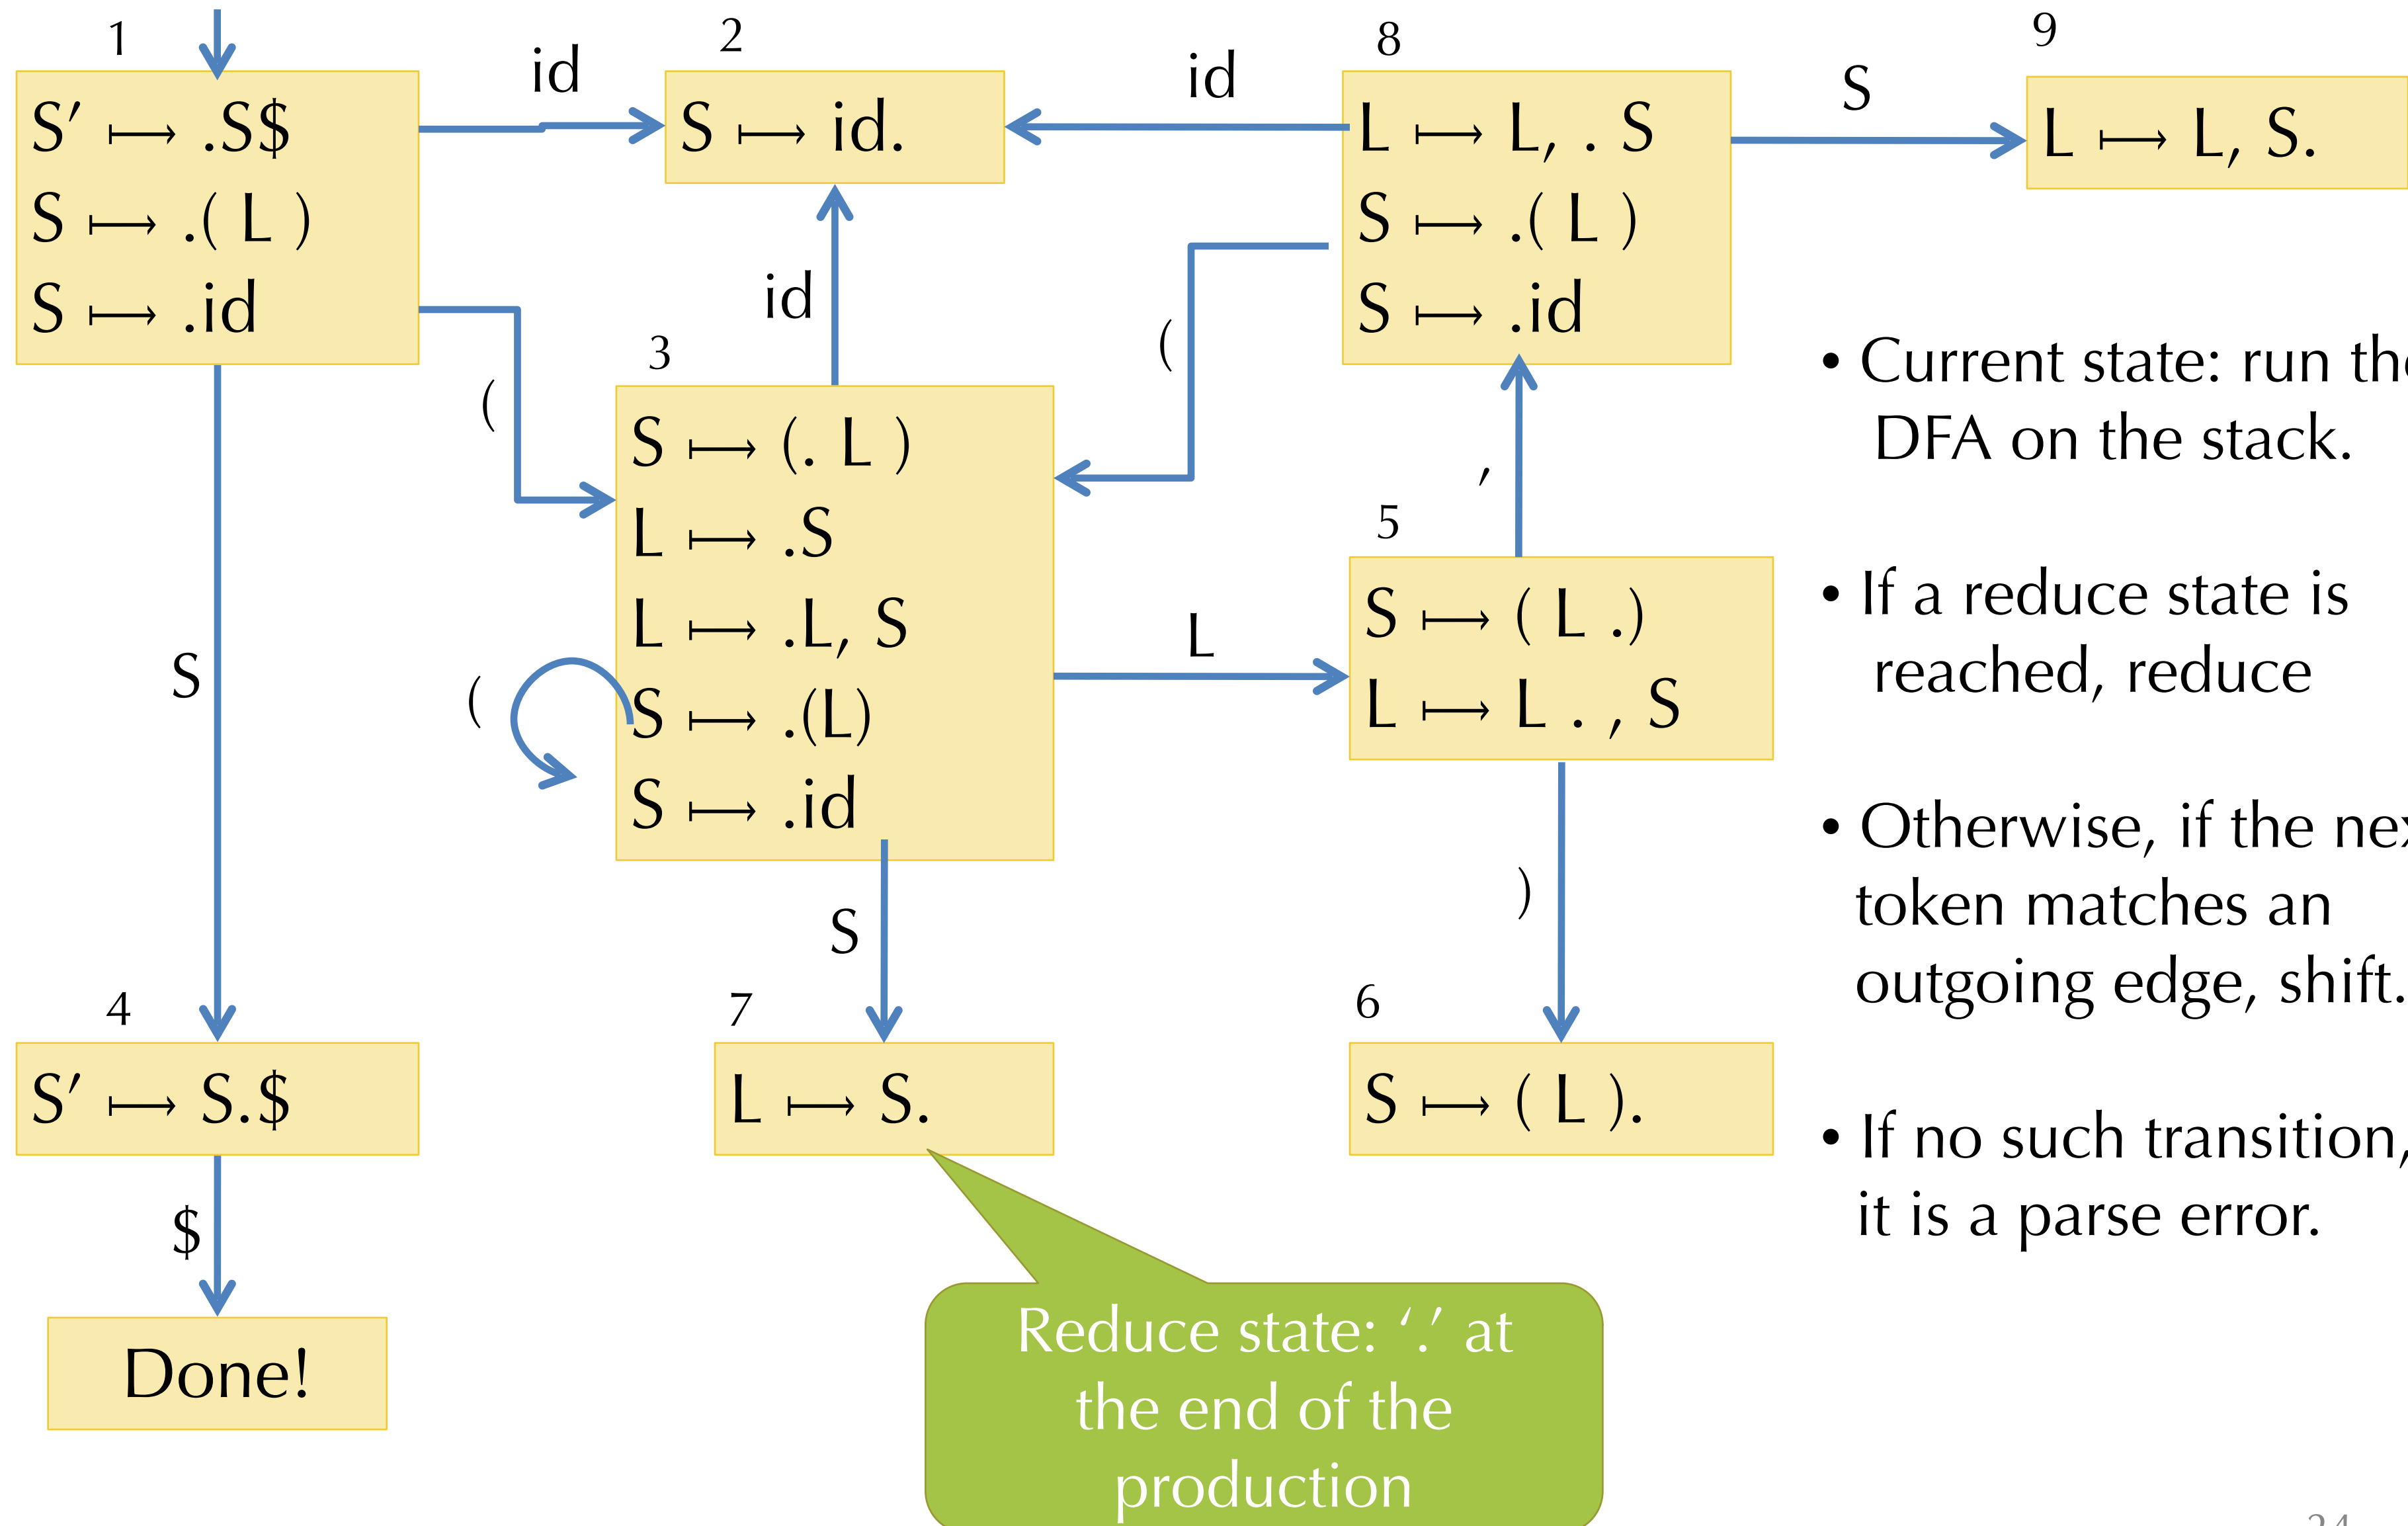 1
S′ ⟼ .S$
S ⟼ .( L )
S ⟼ .id
id
2
S ⟼ id.
id
8
L ⟼ L, . S
S ⟼ .( L )
S ⟼ .id
S
9
L ⟼ L, S.
(
id
3
S ⟼ (. L )
L ⟼ .S
L ⟼ .L, S
S ⟼ .(L)
S ⟼ .id
(
(
,
L
5
S ⟼ ( L .)
L ⟼ L . , S
S
S
)
4
S′ ⟼ S.$
7
L ⟼ S.
6
S ⟼ ( L ).
$
Done!
Reduce state: ‘.’ at
the end of the
production
• Current state: run
DFA on the stack.
• If a reduce state is
reached, reduce
• Otherwise, if the
token matches an
outgoing edge, shift.
• If no such transition,
it is a parse error.